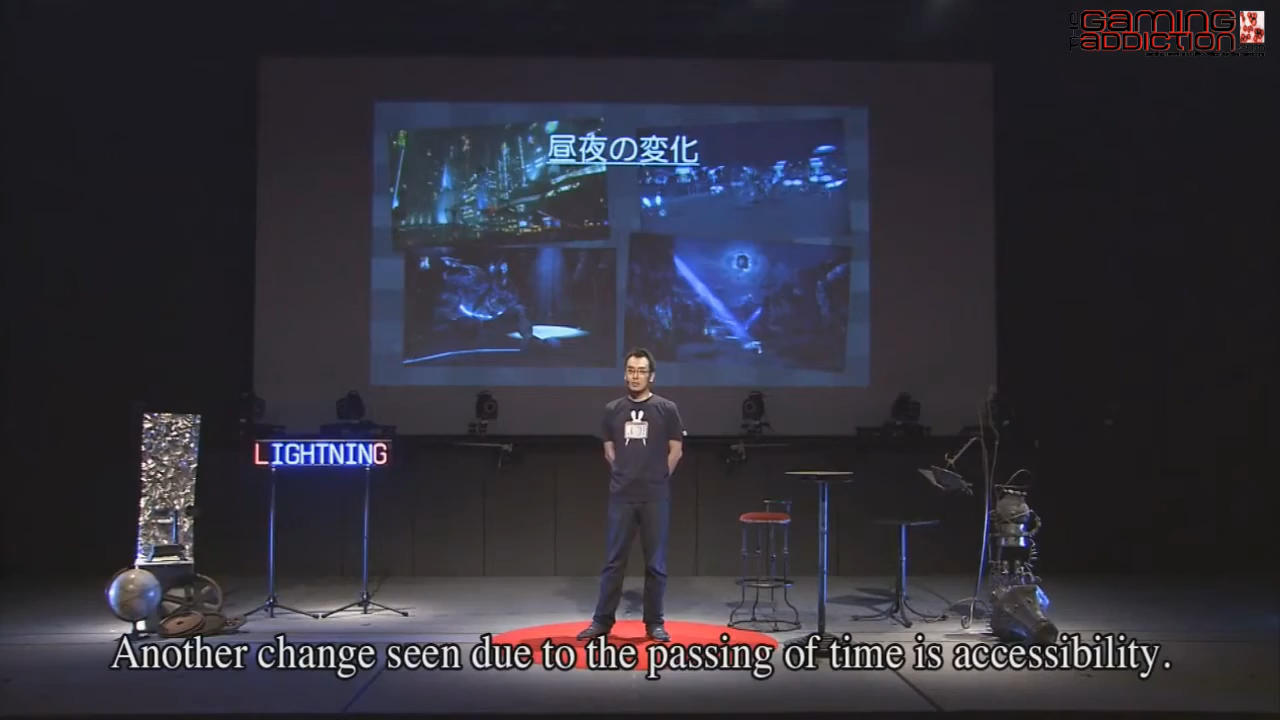 GAMING
ADDICTION
昼夜の変化
LIGHTNING
Another change seen due to the passing of time is accessibility.